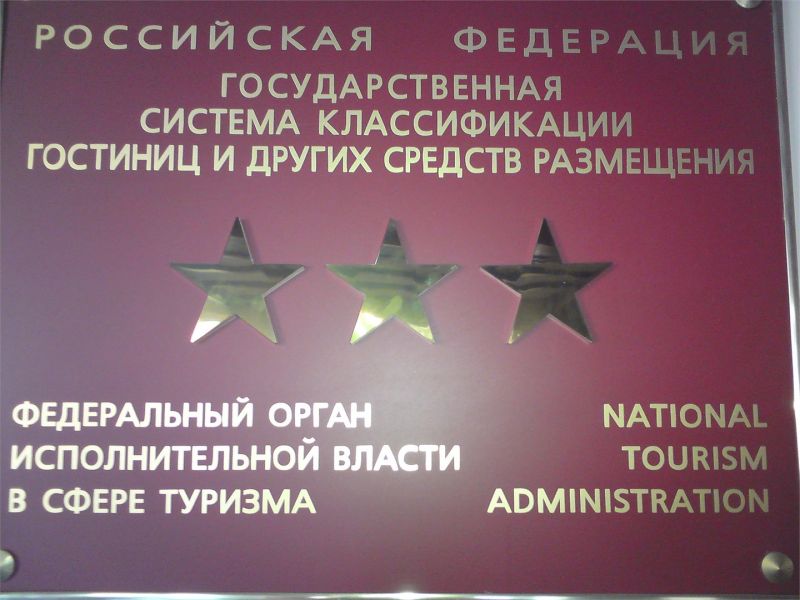 РОССИЙСКАЯ ФЕДЕРАЦИЯ
ГОСУДАРСТВЕННАЯ
СИСТЕМА КЛАССИФИКАЦИИ
ГОСТИНИЦ И ДРУГИХ СРЕДСТВ РАЗМЕЩЕНИЯ
ФЕДЕРАЛЬНЫЙ ОРГАН
ИСПОЛНИТЕЛЬНОЙ ВЛАСТИ
В СФЕРЕ ТУРИЗМА
NATIONAL
TOURISM
ADMINISTRATION